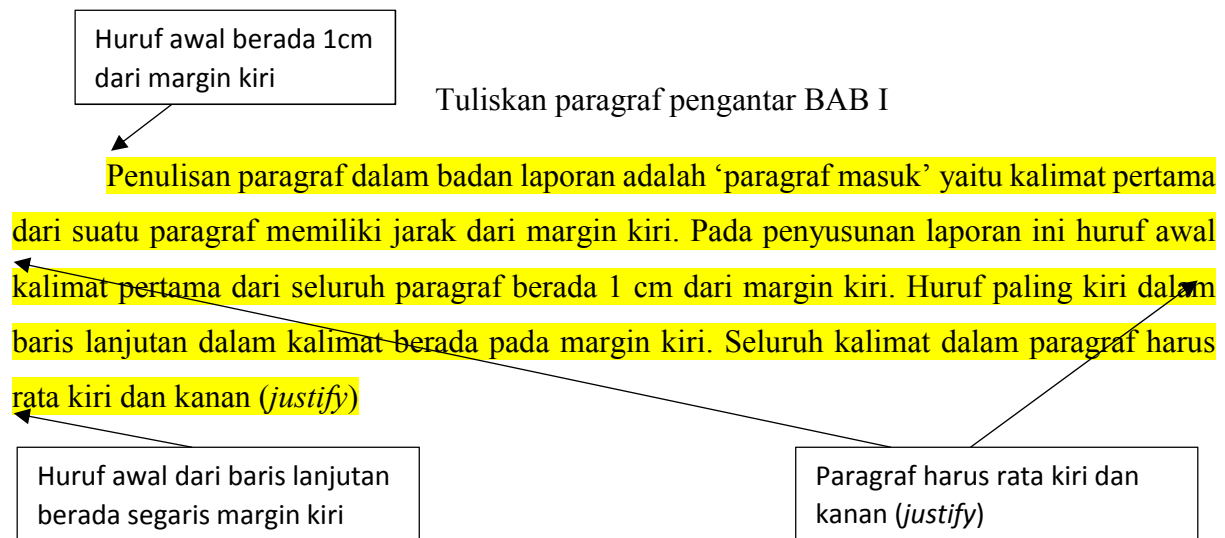 Huruf awal berada 1cm
dari margin kiri
Tuliskan paragraf pengantar BAB I
Penulisan paragraf dalam badan laporan adalah ‘paragraf masuk’ yaitu kalimat pertama
dari suatu paragraf memiliki jarak dari margin kiri. Pada penyusunan laporan ini huruf awal
kalimat pertama dari seluruh paragraf berada 1 cm dari margin kiri. Huruf paling kiri dalam
baris lanjutan dalam kalimat berada pada margin kiri. Seluruh kalimat dalam paragraf harus
rata kiri dan kanan (justify)
Huruf awal dari baris lanjutan
berada segaris margin kiri
Paragraf harus rata kiri dan
kanan (justify)